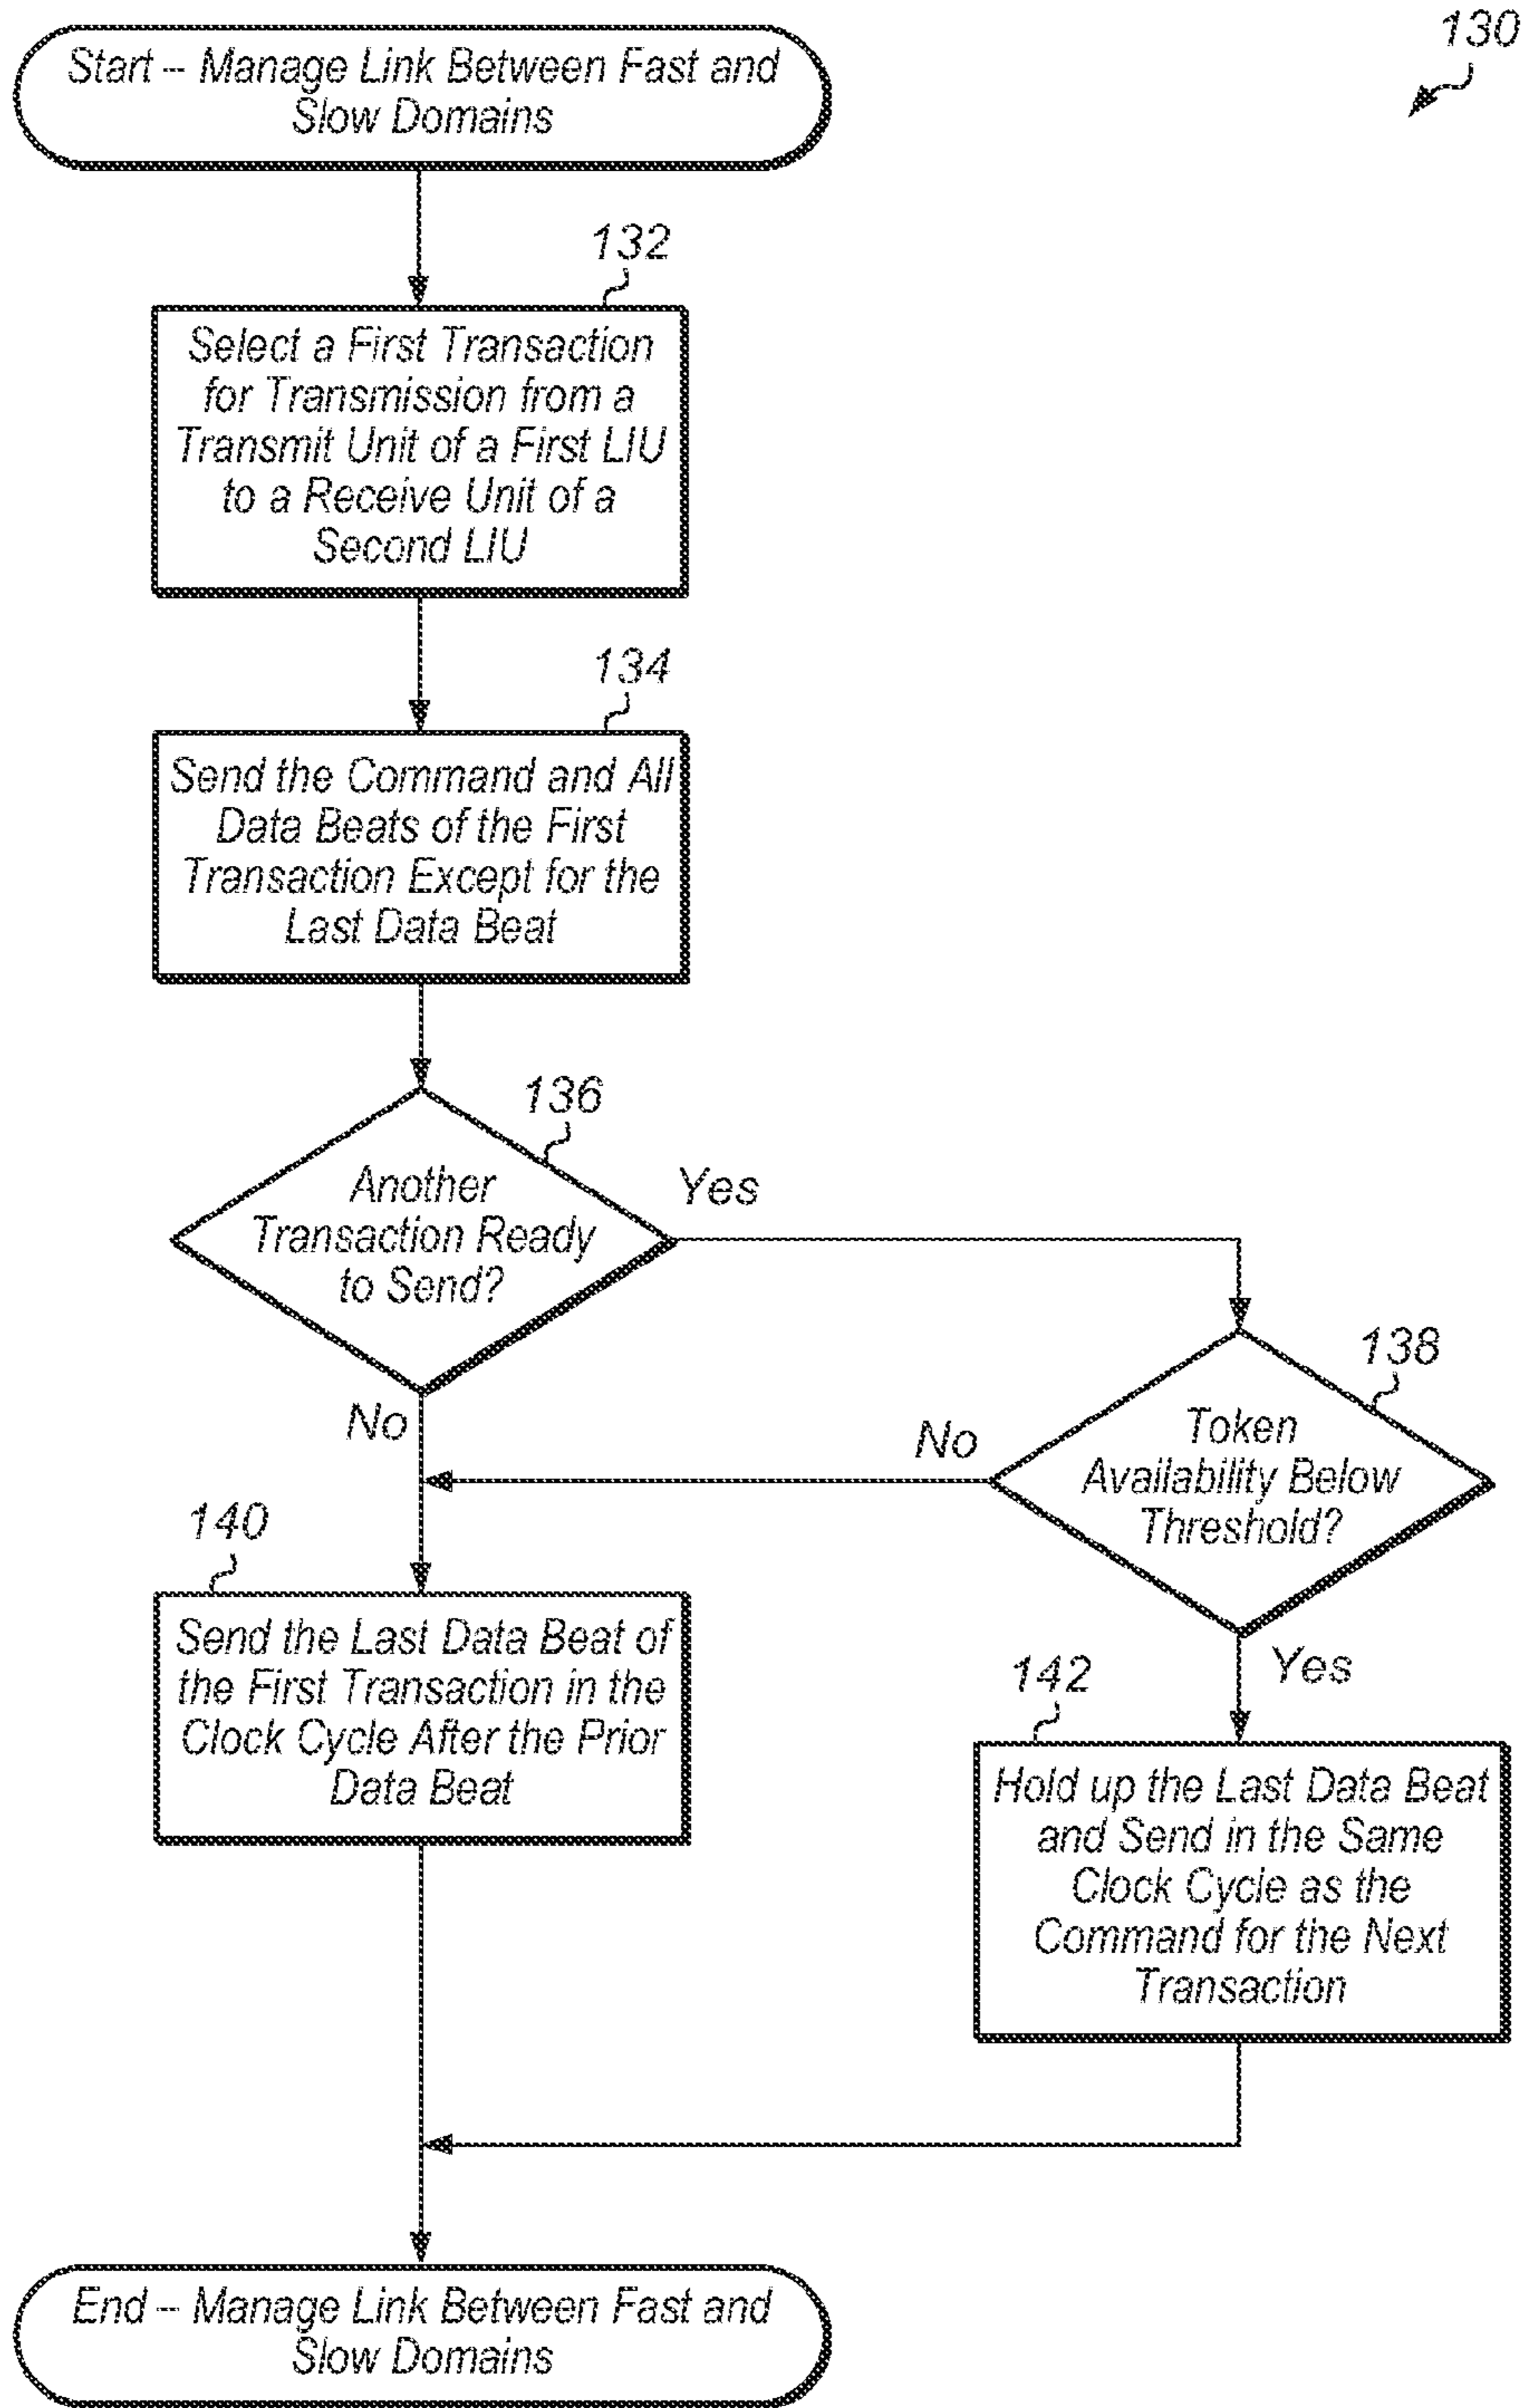 130
Start -- Manage Link Between Fast and
Slow Domains
132
Select a First Transaction
for Transmission from a
Transmit Unit of a First LIU
to a Receive Unit of a
Second LIU
134
Send the Command and All
Data Beats of the First
Transaction Except for the
Last Data Beat
136
Another
Transaction Ready
to Send?
Yes
No
138
Token
Availability Below
Threshold?
No
Yes
140
Send the Last Data Beat of
the First Transaction in the
Clock Cycle After the Prior
Data Beat
142
Hold up the Last Data Beat
and Send in the Same
Clock Cycle as the
Command for the Next
Transaction
End -- Manage Link Between Fast and
Slow Domains